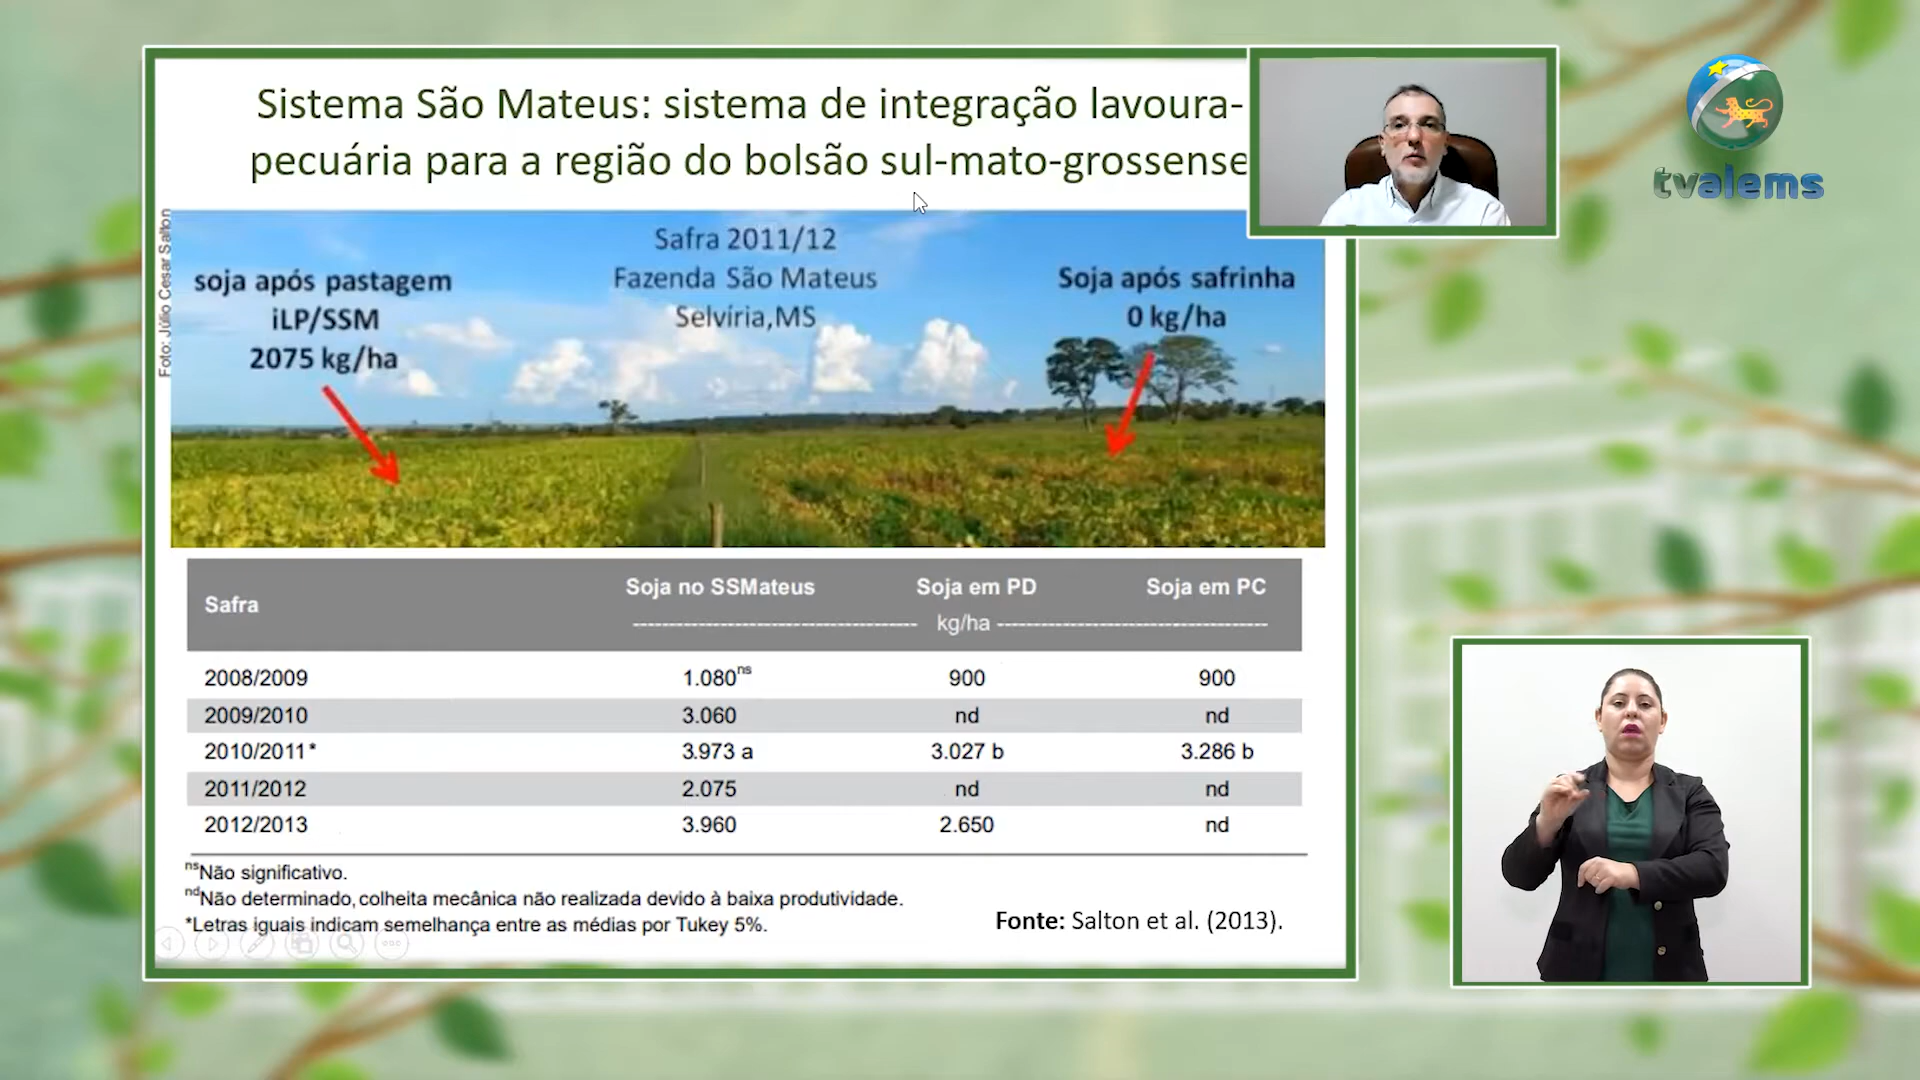 Sistema São Mateus: sistema de integração lavoura-
pecuária para a região do bolsão sul-mato-grossense
tvalems
Foto: Júlio Cesar Salton
soja após pastagem
iLP/SSM
2075 kg/ha
Safra 2011/12
Fazenda São Mateus
Selvíria,MS
Soja após safrinha
0 kg/ha
Safra Soja no SSMateus Soja em PD Soja em PC
kg/ha
2008/2009 1.080ns 900 900
2009/2010 3.060 nd nd
2010/2011* 3.973 a 3.027 b 3.286 b
2011/2012 2.075 nd nd
2012/2013 3.960 2.650 nd
nsNão significativo.
ndNão determinado, colheita mecânica não realizada devido à baixa produtividade.
*Letras iguais indicam semelhança entre as médias por Tukey 5%.
Fonte: Salton et al. (2013).